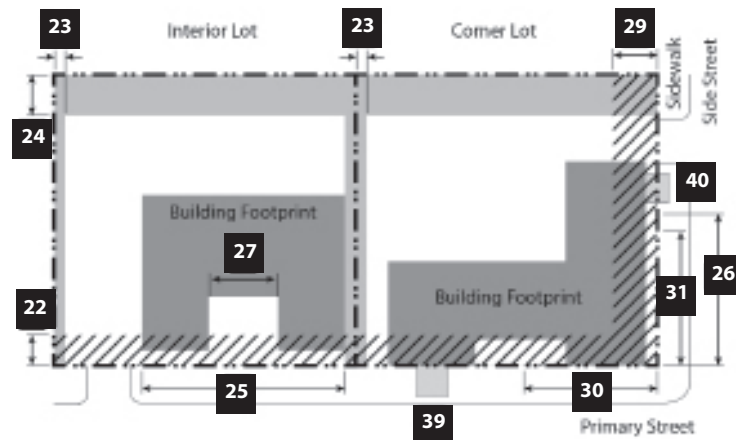 23
Interior Lot
23
Corner Lot
29
Sidewalk
Side Street
24
40
Building Footprint
27
26
31
Building Footprint
22
25
30
39
Primary Street